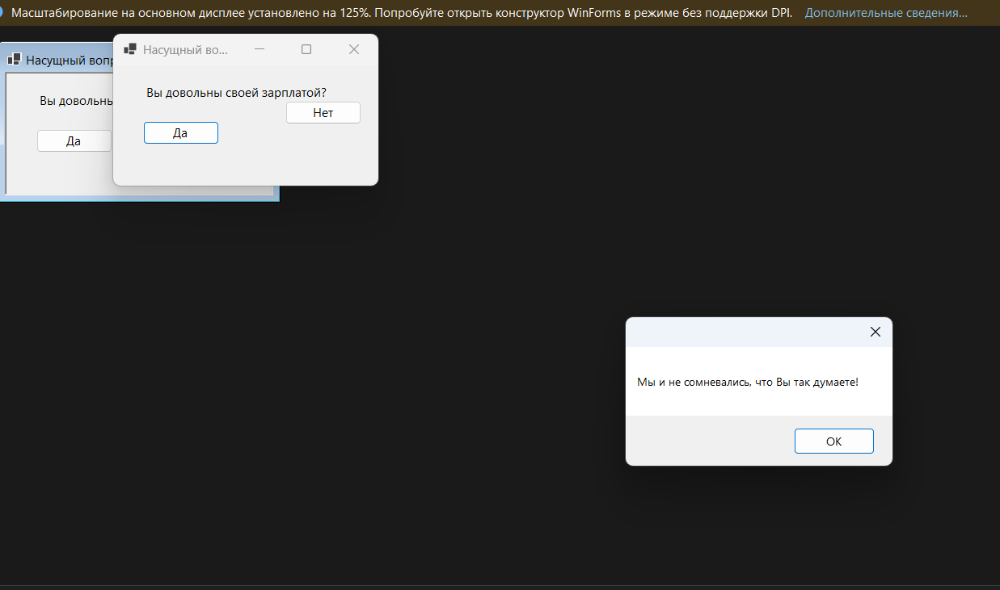 Масштабирование на основном дисплее установлено на 125%. Попробуйте открыть конструктор WinForms в режиме без поддержки DPI. Дополнительные сведения...
Насущный вопр
Вы довольны
Да
Насущный во...
Вы довольны своей зарплатой?
Нет
Да
Мы и не сомневались, что Вы так думаете!
OK